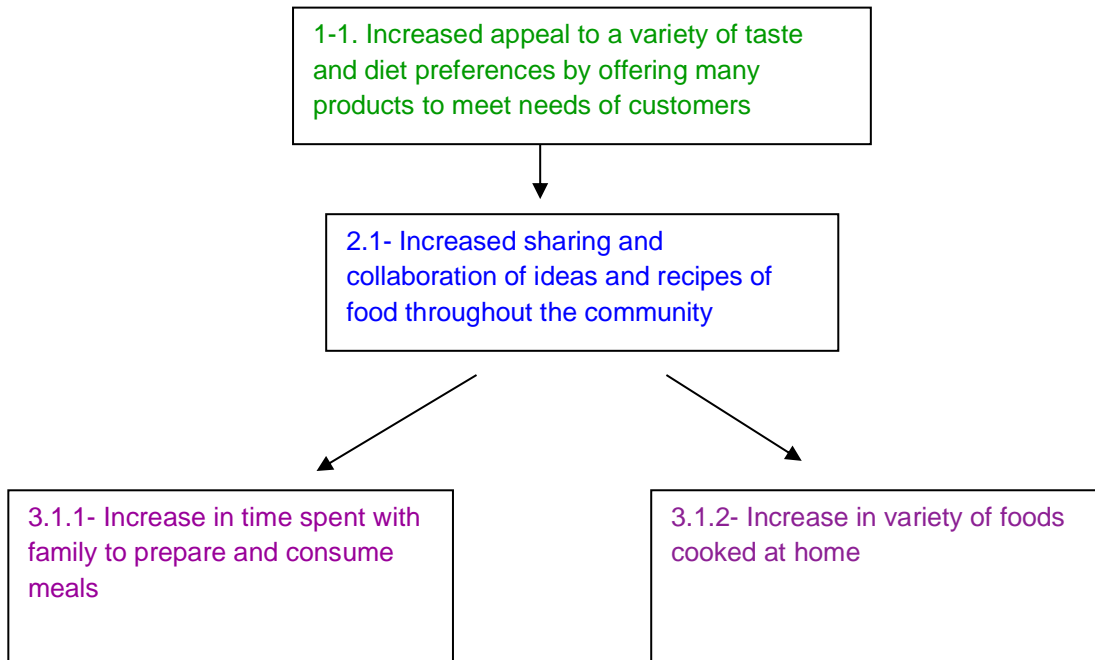 1-1. Increased appeal to a variety of taste
and diet preferences by offering many
products to meet needs of customers
2.1- Increased sharing and
collaboration of ideas and recipes of
food throughout the community
3.1.1- Increase in time spent with
family to prepare and consume
meals
3.1.2- Increase in variety of foods
cooked at home